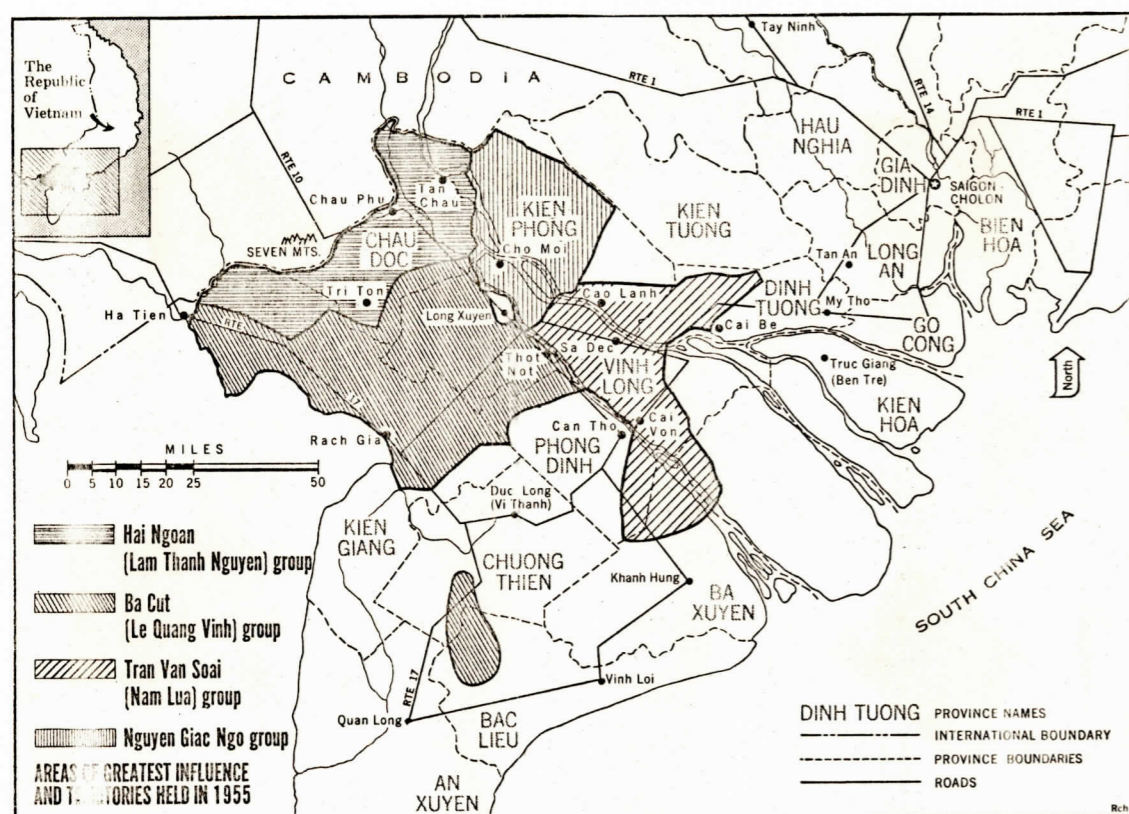 The
Republic
of
Vietnam
CAMBODIA
Tay Ninh
RTE 1
RTE 14
RTE 1
RTE 10
HAU
NGHIA
GIA
DINH
SAIGON -
CHOLON
BIEN
HOA
Chau Phu
Tan
Chau
KIEN
PHONG
KIEN
TUONG
SEVEN MTS.
CHAU
DOC
Cho Moi
Tan An
LONG
AN
Tri Ton
DINH
TUONG
Cao Lanh
My Tho
Ha Tien
RTE
17
Long Xuyen
Cai Be
GO
CONG
Sa Dec
Thot
Not
VINH
LONG
Truc Giang
(Ben Tre)
KIEN
HOA
North
Rach Gia
Can Tho
Cai
Von
PHONG
DINH
MILES
0 5 10 15 20 25 50
Duc Long
(Vi Thanh)
KIEN
GIANG
CHUONG
THIEN
Khanh Hung
BA
XUYEN
SOUTH CHINA SEA
RTE 17
Vinh Loi
Quan Long
BAC
LIEU
AN
XUYEN
Hai Ngoan
(Lam Thanh Nguyen) group
Ba Cut
(Le Quang Vinh) group
Tran Van Soai
(Nam Lua) group
Nguyen Giac Ngo group
AREAS OF GREATEST INFLUENCE
AND TERRITORIES HELD IN 1955
DINH TUONG PROVINCE NAMES
INTERNATIONAL BOUNDARY
PROVINCE BOUNDARIES
ROADS
Rch